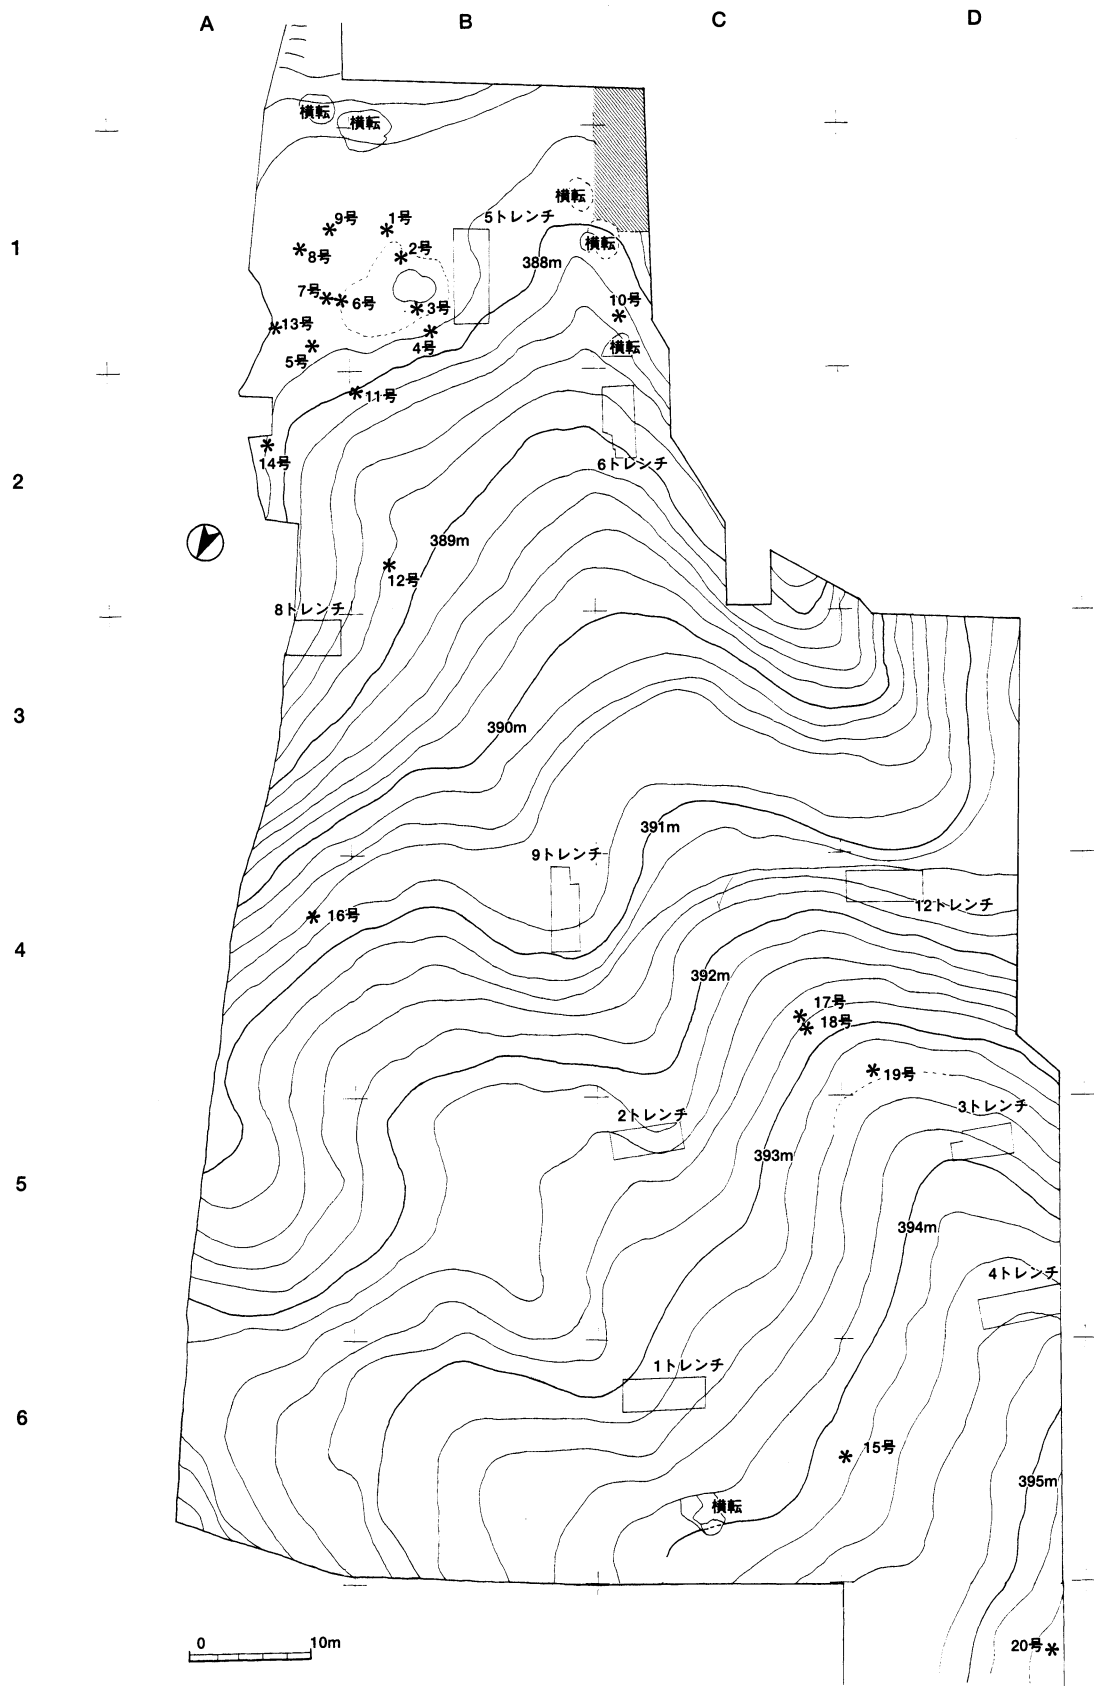 A
B
C
D
横転
横転
横転
9号
1号
5トレンチ
1
横転
8号
2号
388m
7号
6号
10号
3号
13号
4号
横転
5号
11号
14号
6トレンチ
2
389m
12号
8トレンチ
3
390m
391m
9トレンチ
12トレンチ
16号
4
392m
17号
18号
19号
2トレンチ
3トレンチ
393m
5
394m
4トレンチ
1トレンチ
6
15号
395m
横転
0 10m
20号